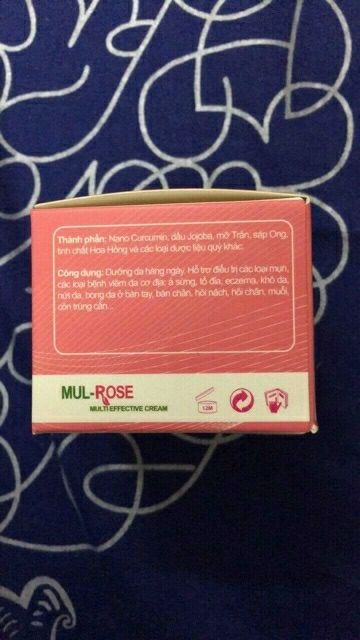 Thành phần: Nano Curcumin, dầu Jojoba, mỡ Trăn, sáp Ong,
tinh chất Hoa Hồng và các loại dược liệu quý khác.
Công dụng: Dưỡng da hàng ngày. Hỗ trợ điều trị các loại mụn,
các loại bệnh viêm da cơ địa: á sừng, tổ đỉa, eczema, khô da,
nứt da, bong da ở bàn tay, bàn chân, hôi nách, hôi chân, muỗi,
côn trùng cắn...
MUL-ROSE
MULTI EFFECTIVE CREAM
12M